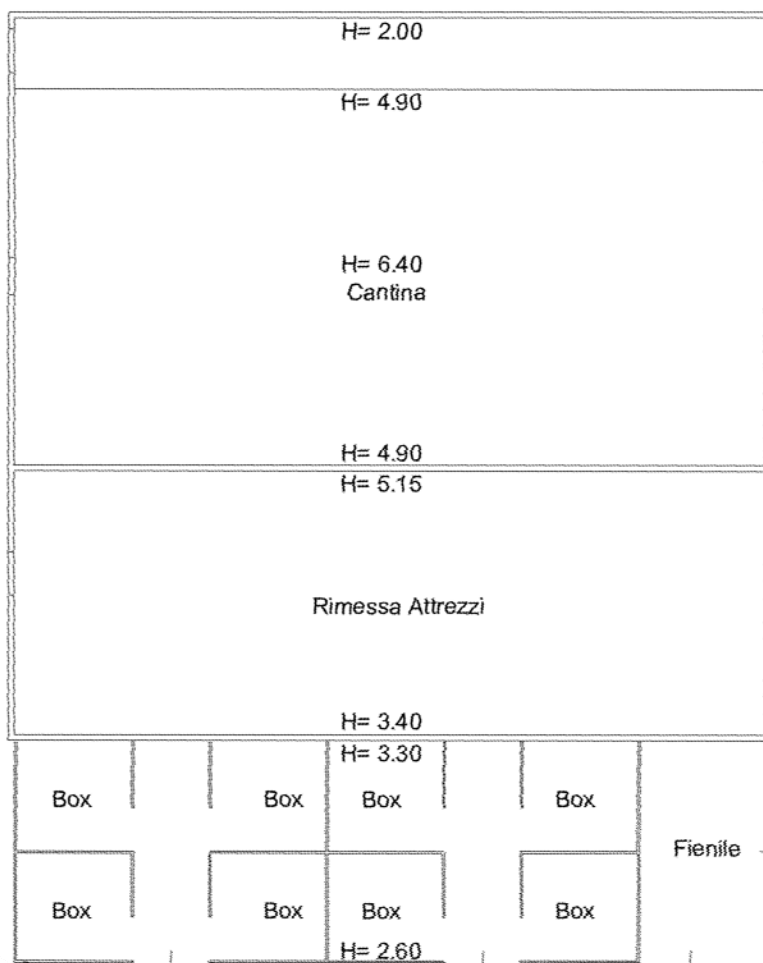 H= 2.00
H= 4.90
H= 6.40
Cantina
H= 4.90
H= 5.15
Rimessa Attrezzi
H= 3.40
H= 3.30
Box Box Box Box
Fienile
Box Box Box Box
H= 2.60